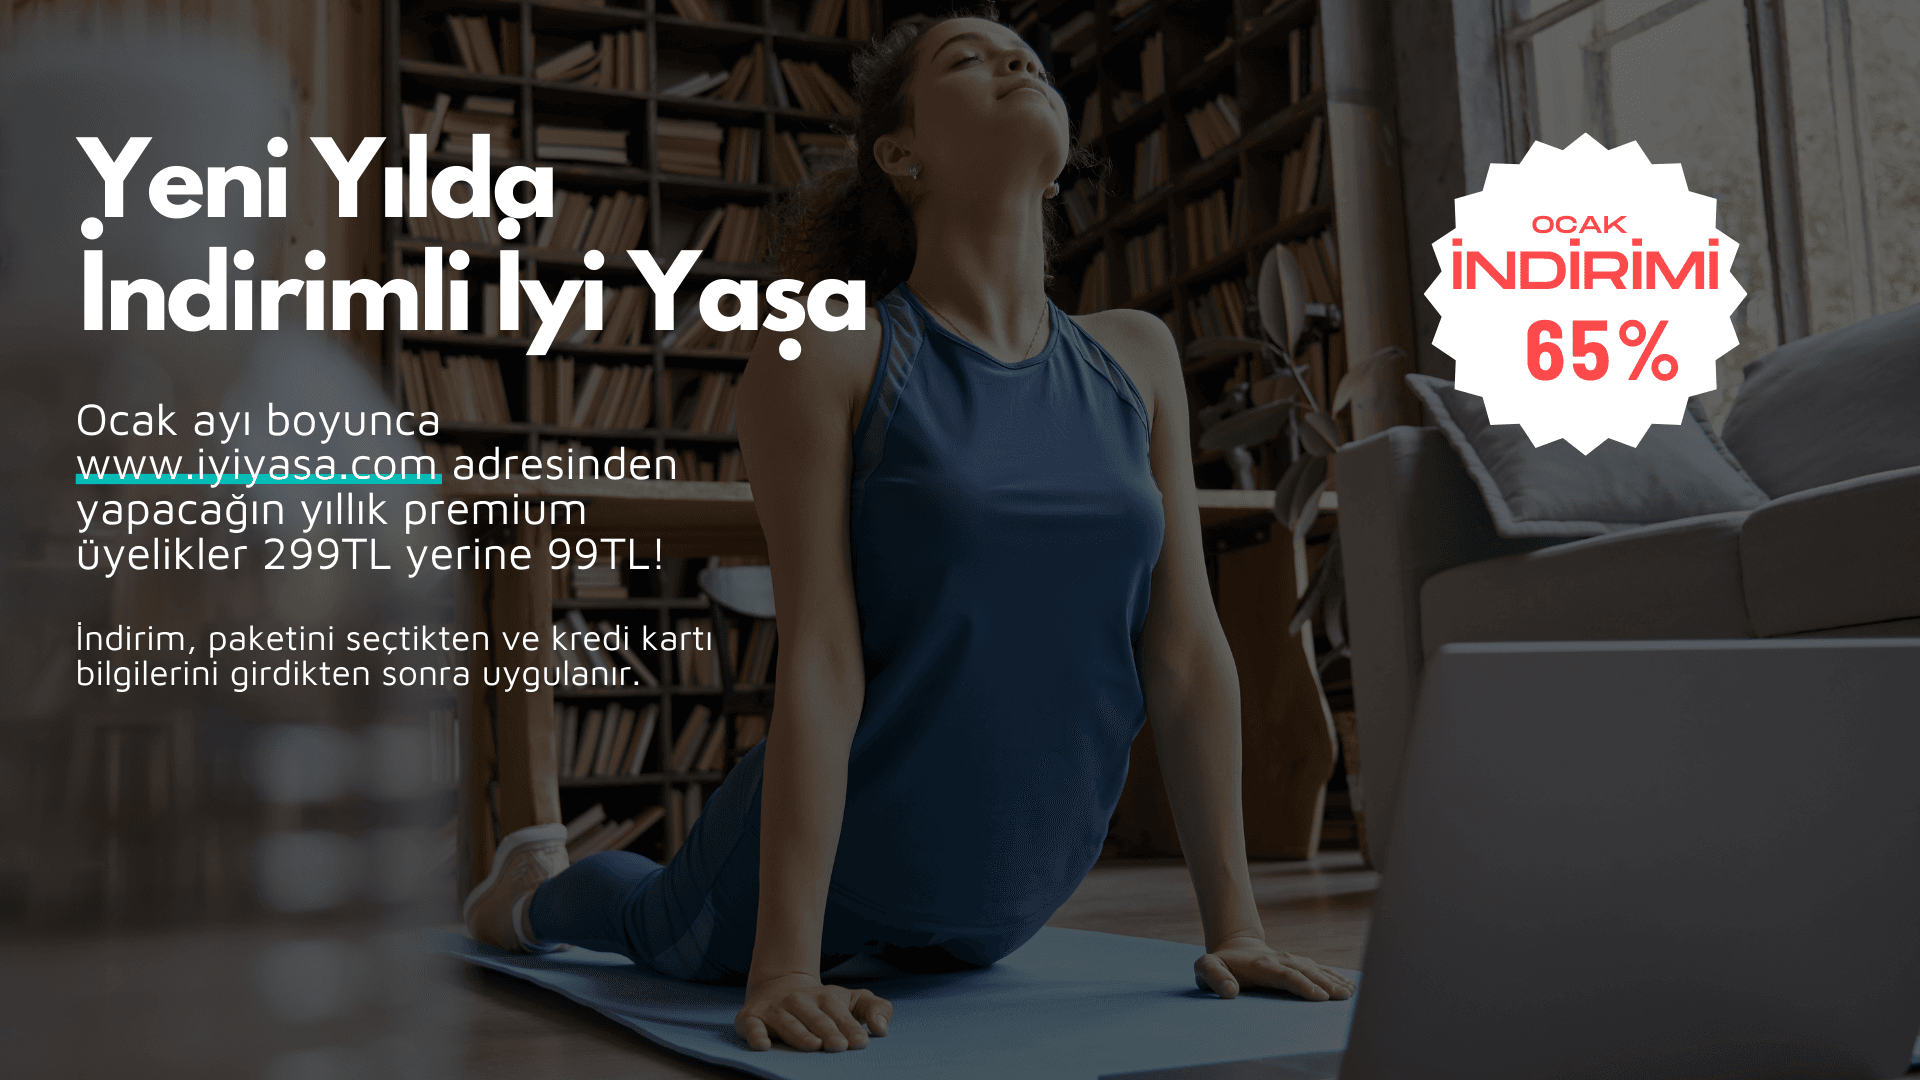 Yeni Yılda
İndirimli İyi Yaşa
Ocak ayı boyunca
www.iyiyasa.com adresinden
yapacağın yıllık premium
üyelikler 299TL yerine 99TL!
İndirim, paketini seçtikten ve kredi kartı
bilgilerini girdikten sonra uygulanır.
OCAK
İNDİRİMİ
65%